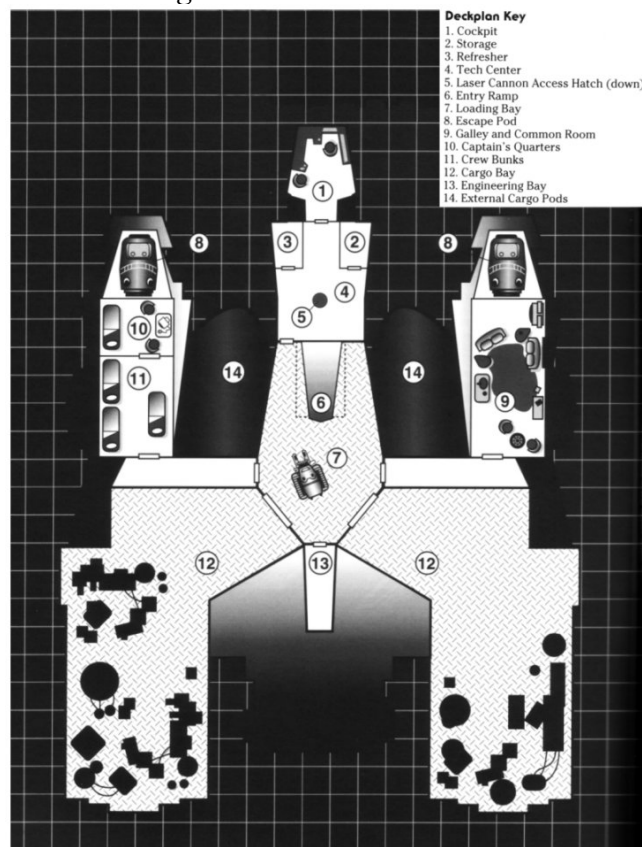 Deckplan Key
1. Cockpit
2. Storage
3. Refresher
4. Tech Center
5. Laser Cannon Access Hatch (down)
6. Entry Ramp
7. Loading Bay
8. Escape Pod
9. Galley and Common Room
10. Captain's Quarters
11. Crew Bunks
12. Cargo Bay
13. Engineering Bay
14. External Cargo Pods
1
3
2
8
8
4
5
10
11
14
14
6
9
7
12
13
12